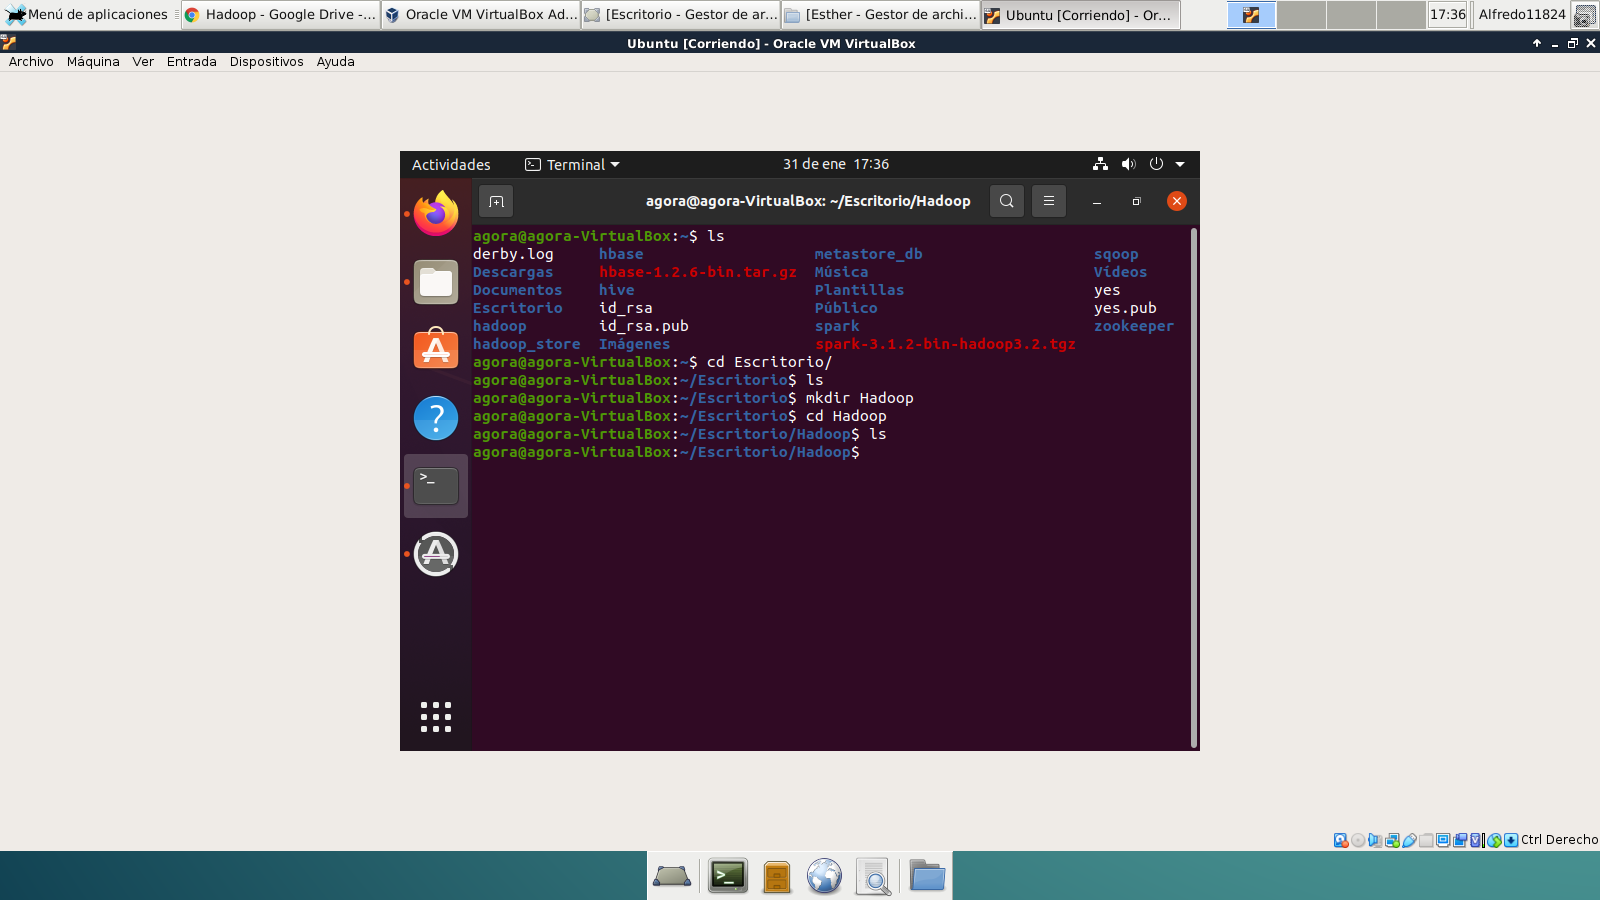 Menú de aplicaciones Hadoop - Google Drive -... Oracle VM VirtualBox Ad... [Escritorio - Gestor de ar... [Esther - Gestor de archi... Ubuntu [Corriendo] - Or... 17:36 Alfredo11824
Ubuntu [Corriendo] - Oracle VM VirtualBox
Archivo Máquina Ver Entrada Dispositivos Ayuda
Actividades Terminal 31 de ene 17:36
agora@agora-VirtualBox: ~/Escritorio/Hadoop
agora@agora-VirtualBox:~$ ls
derby.log hbase metastore_db sqoop
Descargas hbase-1.2.6-bin.tar.gz Música Vídeos
Documentos hive Plantillas yes
Escritorio id_rsa Público yes.pub
hadoop id_rsa.pub spark zookeeper
hadoop_store Imágenes spark-3.1.2-bin-hadoop3.2.tgz
agora@agora-VirtualBox:~$ cd Escritorio/
agora@agora-VirtualBox:~/Escritorio$ ls
agora@agora-VirtualBox:~/Escritorio$ mkdir Hadoop
agora@agora-VirtualBox:~/Escritorio$ cd Hadoop
agora@agora-VirtualBox:~/Escritorio/Hadoop$ ls
agora@agora-VirtualBox:~/Escritorio/Hadoop$
Ctrl Derecho